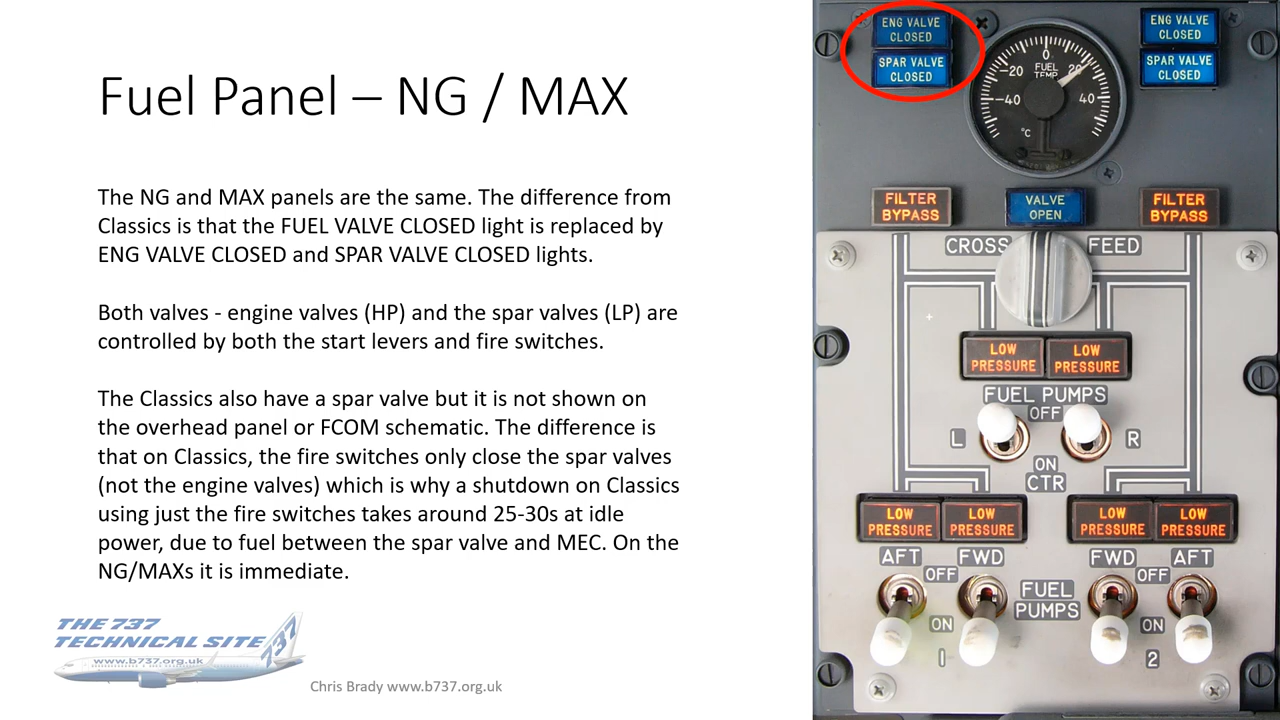 Fuel Panel – NG / MAX
The NG and MAX panels are the same. The difference from
Classics is that the FUEL VALVE CLOSED light is replaced by
ENG VALVE CLOSED and SPAR VALVE CLOSED lights.
Both valves - engine valves (HP) and the spar valves (LP) are
controlled by both the start levers and fire switches.
The Classics also have a spar valve but it is not shown on
the overhead panel or FCOM schematic. The difference is
that on Classics, the fire switches only close the spar valves
(not the engine valves) which is why a shutdown on Classics
using just the fire switches takes around 25-30s at idle
power, due to fuel between the spar valve and MEC. On the
NG/MAXs it is immediate.
THE 737
TECHNICAL SITE
737
www.b737.org.uk
Chris Brady www.b737.org.uk
ENG VALVE
CLOSED
SPAR VALVE
CLOSED
0
-20
20
FUEL
TEMP
-40
40
°C
ENG VALVE
CLOSED
SPAR VALVE
CLOSED
FILTER
BYPASS
VALVE
OPEN
FILTER
BYPASS
CROSS FEED
LOW
PRESSURE
LOW
PRESSURE
FUEL PUMPS
OFF
L
R
ON
CTR
LOW
PRESSURE
LOW
PRESSURE
LOW
PRESSURE
LOW
PRESSURE
AFT
FWD
FWD
AFT
OFF
OFF
FUEL
PUMPS
ON
ON
1
2